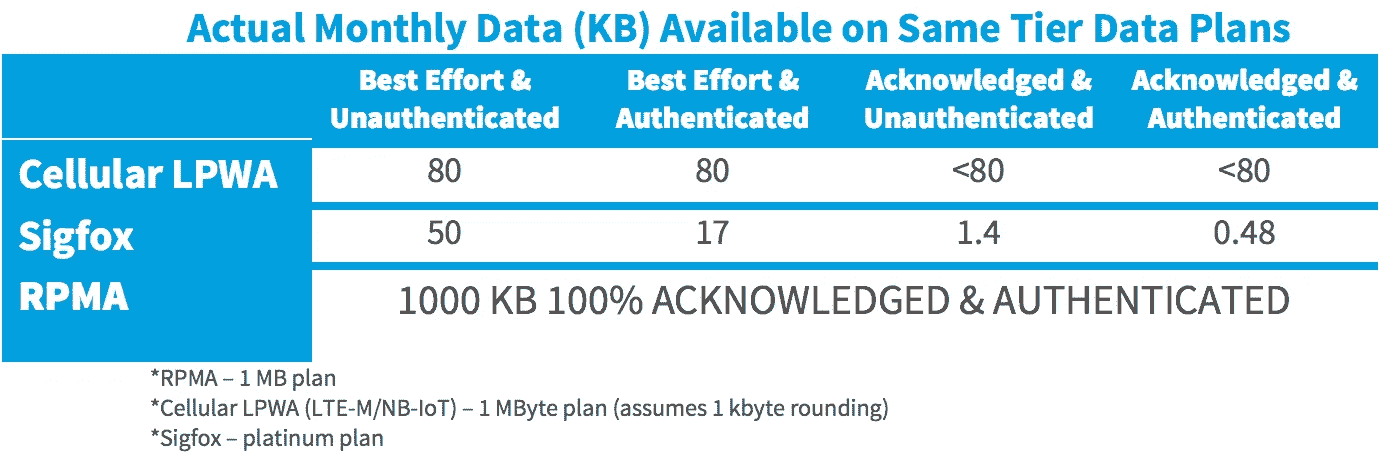 Actual Monthly Data (KB) Available on Same Tier Data Plans
Best Effort & Unauthenticated
Best Effort & Authenticated
Acknowledged & Unauthenticated
Acknowledged & Authenticated
Cellular LPWA 80 80 <80 <80
Sigfox 50 17 1.4 0.48
RPMA 1000 KB 100% ACKNOWLEDGED & AUTHENTICATED
*RPMA – 1 MB plan
*Cellular LPWA (LTE-M/NB-IoT) – 1 MByte plan (assumes 1 kbyte rounding)
*Sigfox – platinum plan